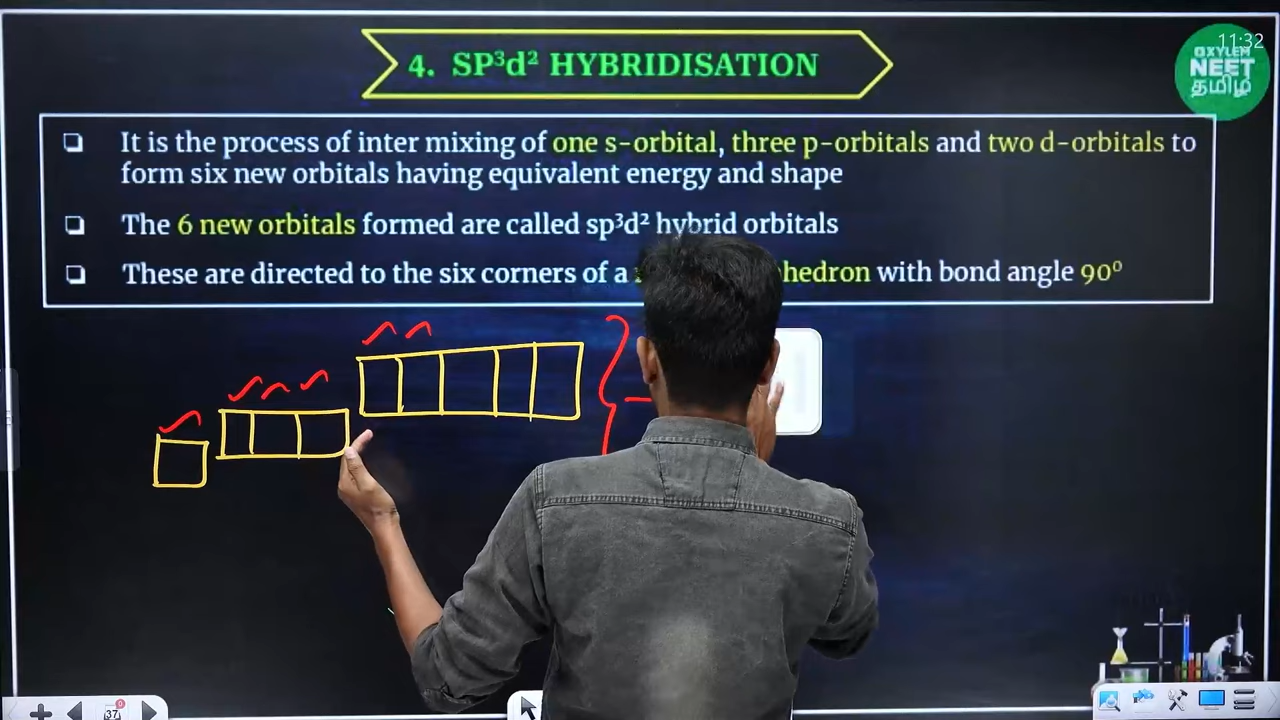 4. SP³d² HYBRIDISATION
11:32
OXYLEM
NEET
தமிழ்
❑ It is the process of inter mixing of one s-orbital, three p-orbitals and two d-orbitals to
form six new orbitals having equivalent energy and shape
❑ The 6 new orbitals formed are called sp³d² hybrid orbitals
❑ These are directed to the six corners of a hedron with bond angle 90⁰
37